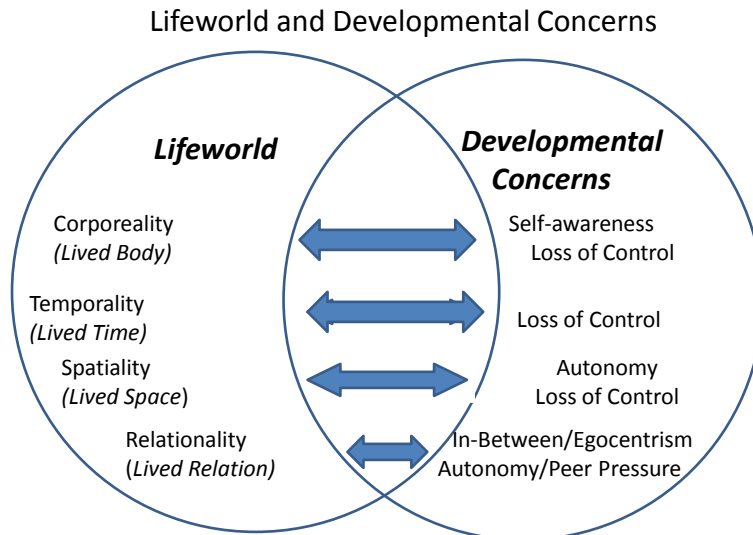 Lifeworld and Developmental Concerns
Lifeworld
Developmental
Concerns
Corporeality
(Lived Body)
Self-awareness
Loss of Control
Temporality
(Lived Time)
Loss of Control
Spatiality
(Lived Space)
Autonomy
Loss of Control
Relationality
(Lived Relation)
In-Between/Egocentrism
Autonomy/Peer Pressure